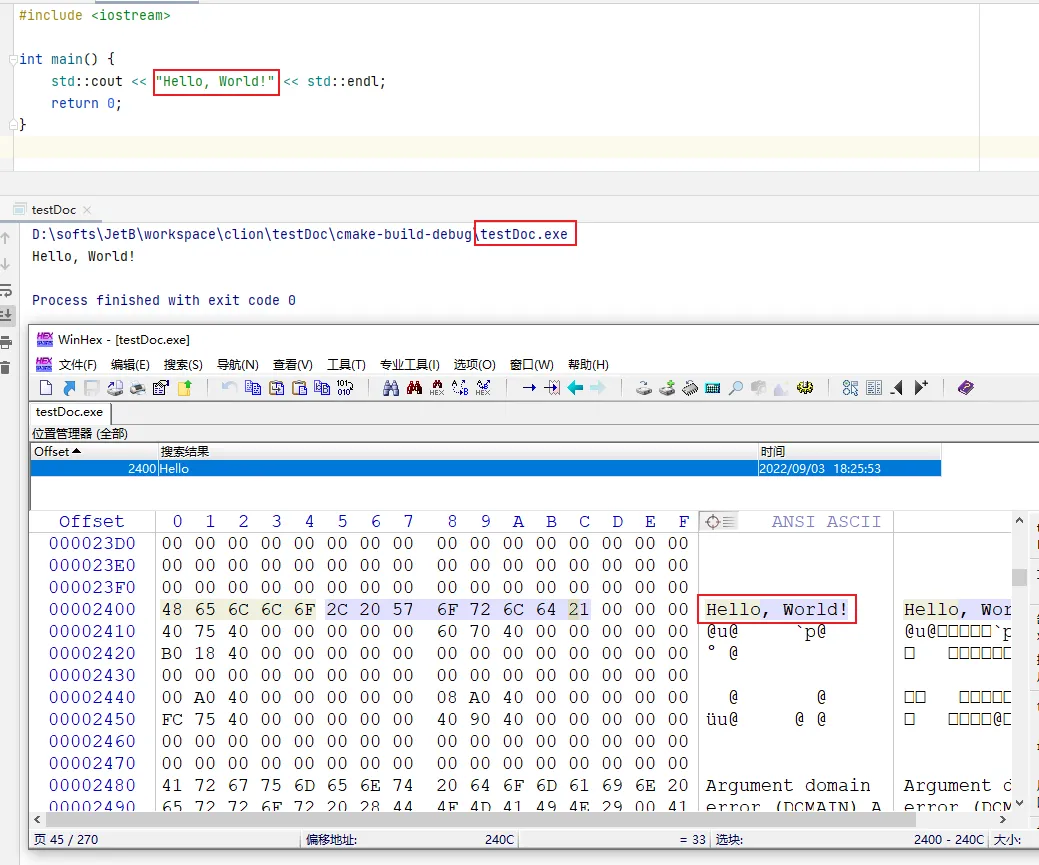 #include <iostream>
int main() {
std::cout << "Hello, World!" << std::endl;
return 0;
}
testDoc
D:\softs\JetB\workspace\clion\testDoc\cmake-build-debug\testDoc.exe
Hello, World!
Process finished with exit code 0
WinHex - [testDoc.exe]
文件(F) 编辑(E) 搜索(S) 导航(N) 查看(V) 工具(T) 专业工具(I) 选项(O) 窗口(W) 帮助(H)
testDoc.exe
位置管理器 (全部)
Offset 搜索结果 时间
2400 Hello 2022/09/03 18:25:53
Offset 0 1 2 3 4 5 6 7 8 9 A B C D E F ANSI ASCII
000023D0 00 00 00 00 00 00 00 00 00 00 00 00 00 00 00 00
000023E0 00 00 00 00 00 00 00 00 00 00 00 00 00 00 00 00
000023F0 00 00 00 00 00 00 00 00 00 00 00 00 00 00 00 00
00002400 48 65 6C 6C 6F 2C 20 57 6F 72 6C 64 21 00 00 00 Hello, World! Hello, Wor
00002410 40 75 40 00 00 00 00 00 60 70 40 00 00 00 00 00 @u@ `p@ @u@□□□□□`p
00002420 B0 18 40 00 00 00 00 00 00 00 00 00 00 00 00 00 ° @
00002430 00 00 00 00 00 00 00 00 00 00 00 00 00 00 00 00
00002440 00 A0 40 00 00 00 00 00 08 A0 40 00 00 00 00 00 @ @
00002450 FC 75 40 00 00 00 00 00 40 90 40 00 00 00 00 00 üu@ @ @
00002460 00 00 00 00 00 00 00 00 00 00 00 00 00 00 00 00
00002470 00 00 00 00 00 00 00 00 00 00 00 00 00 00 00 00
00002480 41 72 67 75 6D 65 6E 74 20 64 6F 6D 61 69 6E 20 Argument domain Argument d
00002490 65 72 72 6F 72 20 28 44 4F 4D 41 49 4E 29 00 41 error (DOMAIN) A error (DOM
页 45 / 270 偏移地址: 240C = 33 选块: 2400 - 240C 大小: